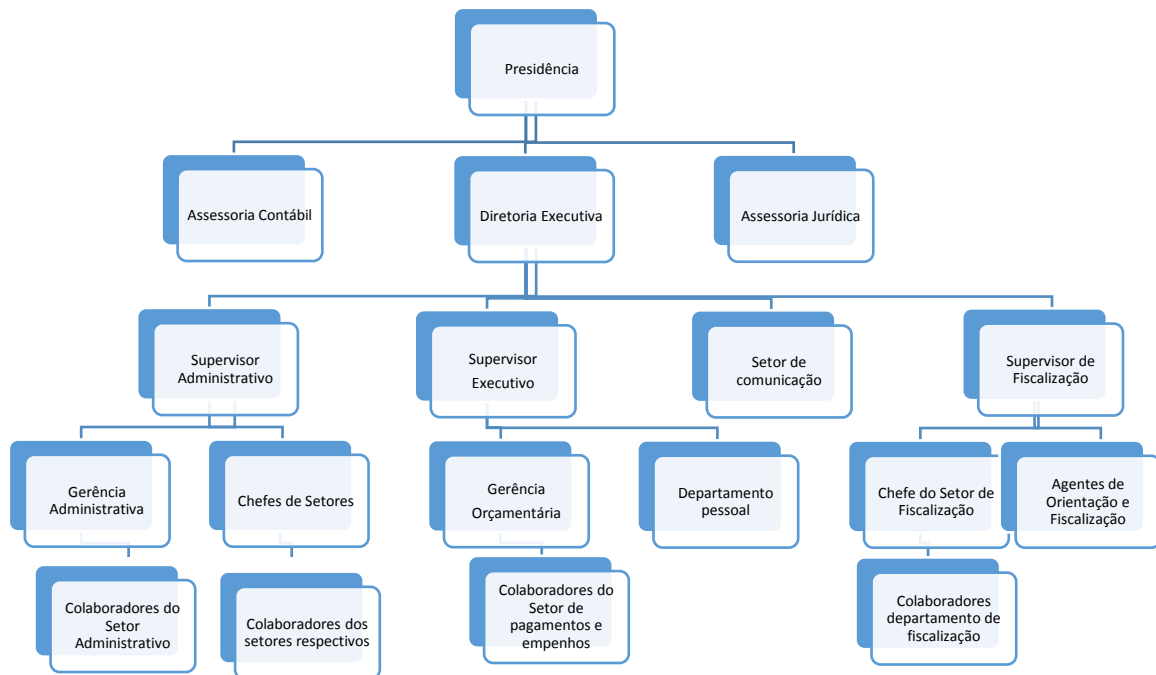 Presidência
Assessoria Contábil
Diretoria Executiva
Assessoria Jurídica
Supervisor
Administrativo
Supervisor
Executivo
Setor de
comunicação
Supervisor de
Fiscalização
Gerência
Administrativa
Chefes de Setores
Gerência
Orçamentária
Departamento
pessoal
Chefe do Setor de
Fiscalização
Agentes de
Orientação e
Fiscalização
Colaboradores do
Setor
Administrativo
Colaboradores dos
setores respectivos
Colaboradores do
Setor de
pagamentos e
empenhos
Colaboradores
departamento de
fiscalização